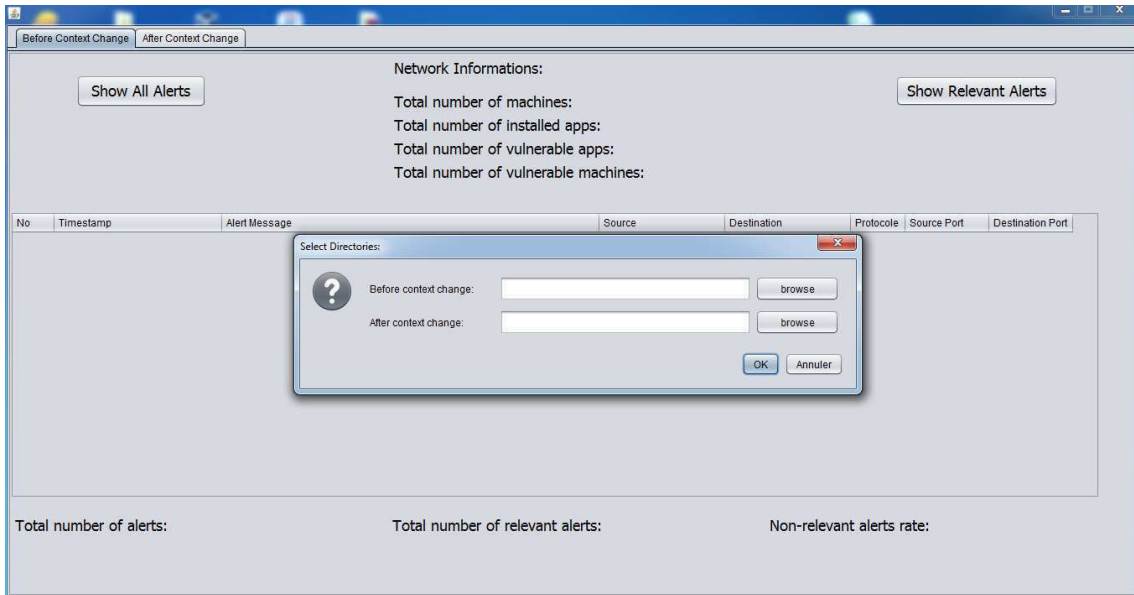 Before Context Change After Context Change
Show All Alerts
Network Informations:
Show Relevant Alerts
Total number of machines:
Total number of installed apps:
Total number of vulnerable apps:
Total number of vulnerable machines:
No Timestamp Alert Message Source Destination Protocole Source Port Destination Port
Select Directories:
?
Before context change: browse
After context change: browse
OK Annuler
Total number of alerts: Total number of relevant alerts: Non-relevant alerts rate: